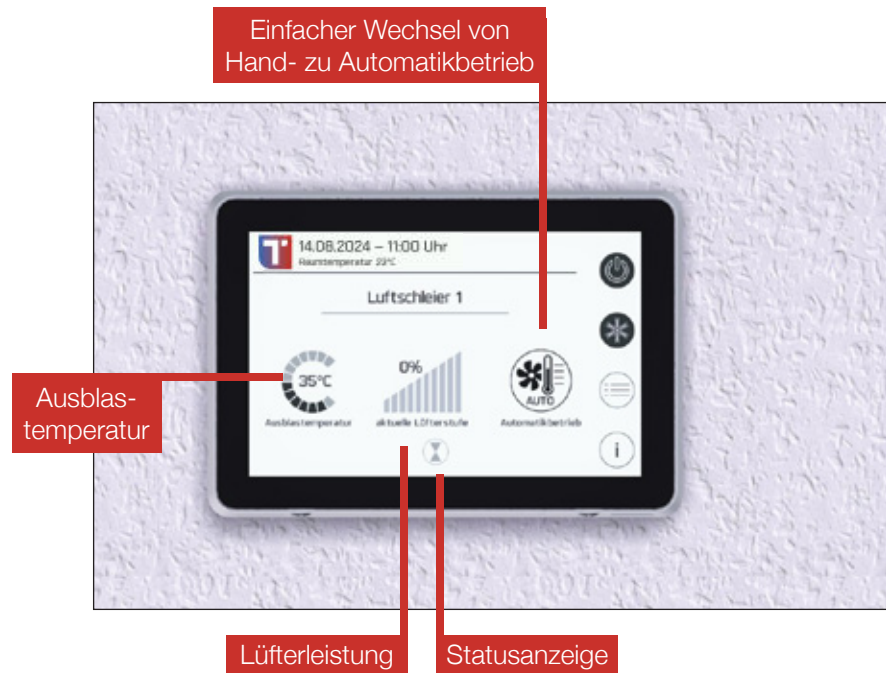 Einfacher Wechsel von
Hand- zu Automatikbetrieb
14.08.2024 – 11:00 Uhr
Raumtemperatur 23°C
Luftschleier 1
35°C
0%
AUTO
Ausblastemperatur
aktuelle Lüfterstufe
Automatikbetrieb
i
Ausblas-
temperatur
Lüfterleistung
Statusanzeige